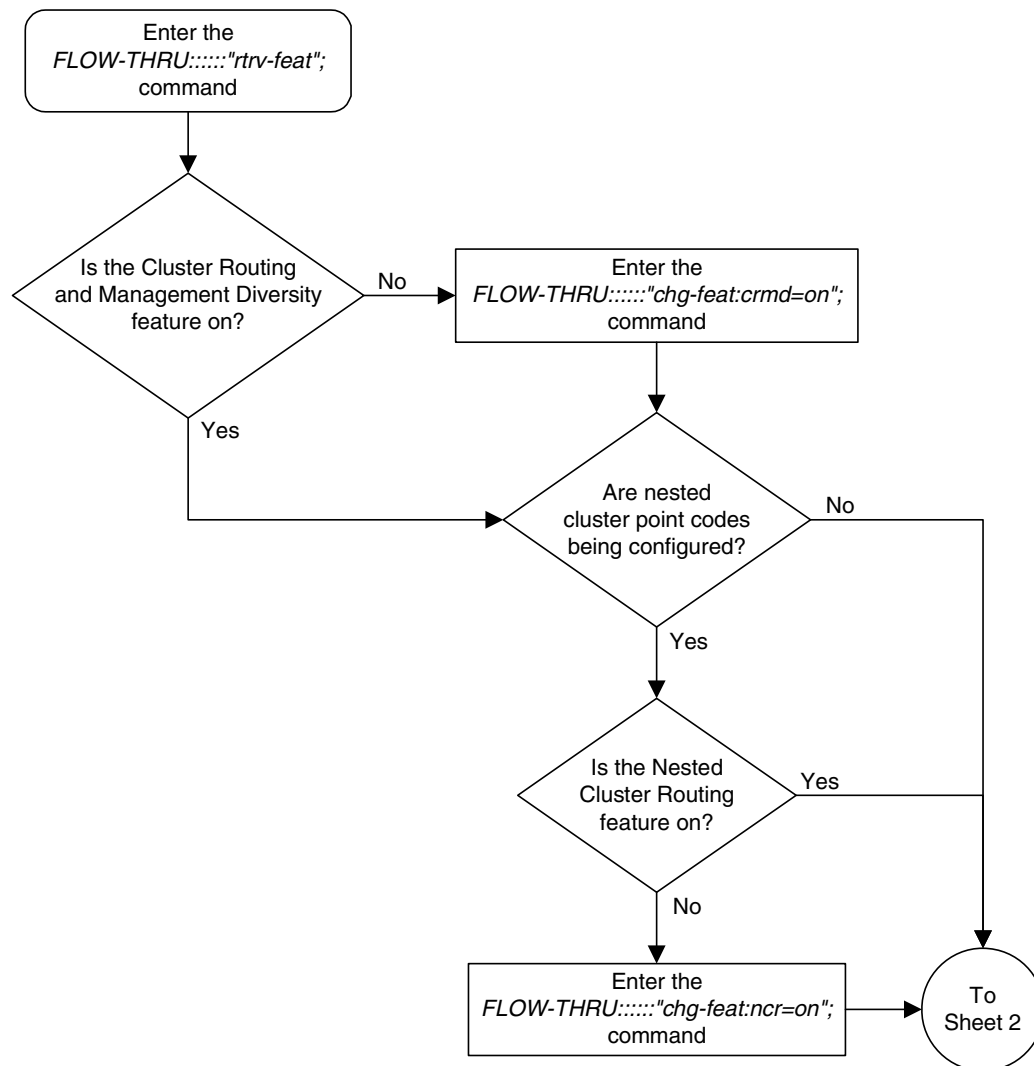 Enter the
FLOW-THRU::::::"rtrv-feat";
command
Is the Cluster Routing
and Management Diversity
feature on?
No
Enter the
FLOW-THRU::::::"chg-feat:crmd=on";
command
Yes
Are nested
cluster point codes
being configured?
No
Yes
Is the Nested
Cluster Routing
feature on?
Yes
No
Enter the
FLOW-THRU::::::"chg-feat:ncr=on";
command
To
Sheet 2